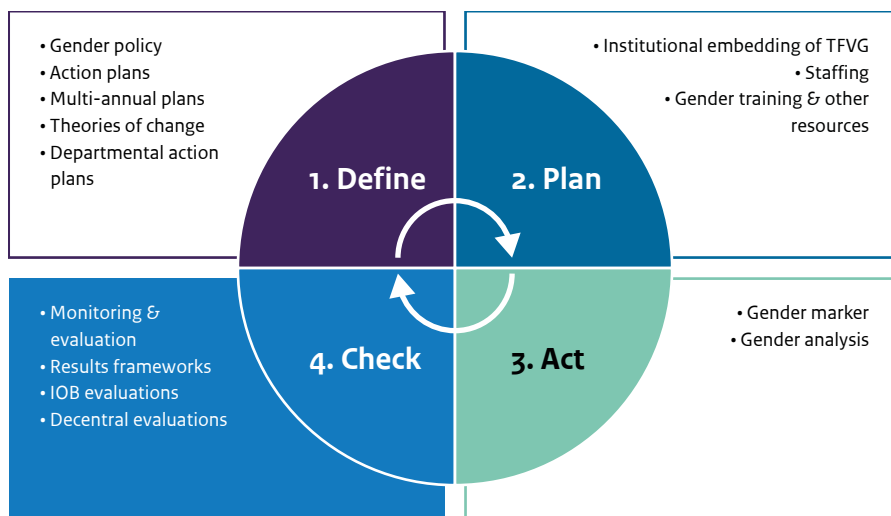 • Gender policy
• Action plans
• Multi-annual plans
• Theories of change
• Departmental action
plans
• Institutional embedding of TFVG
• Staffing
• Gender training & other
resources
1. Define
2. Plan
• Monitoring &
evaluation
• Results frameworks
• IOB evaluations
• Decentral evaluations
4. Check
3. Act
• Gender marker
• Gender analysis